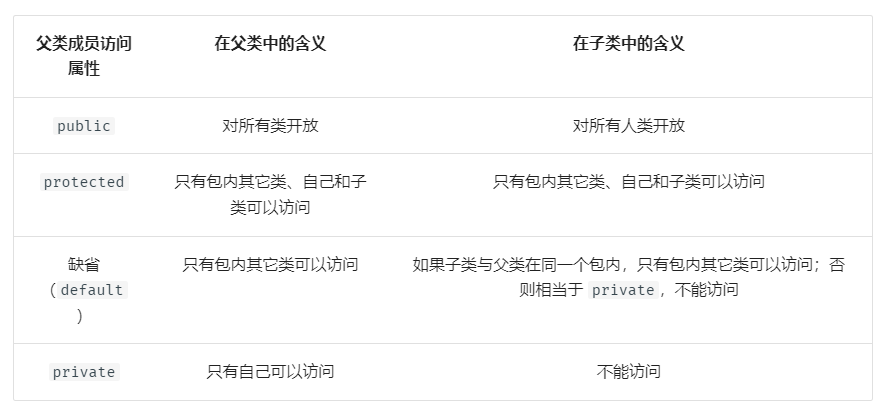 父类成员访问 在父类中的含义 在子类中的含义
属性
public 对所有类开放 对所有人类开放
protected 只有包内其它类、自己和子 只有包内其它类、自己和子类可以访问
类可以访问
缺省 只有包内其它类可以访问 如果子类与父类在同一个包内，只有包内其它类可以访问；否
（default 则相当于 private，不能访问
）
private 只有自己可以访问 不能访问